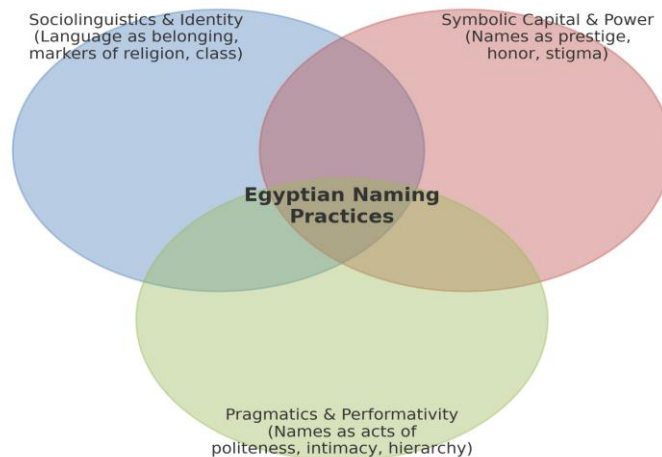 Sociolinguistics & Identity
(Language as belonging,
markers of religion, class)
Symbolic Capital & Power
(Names as prestige,
honor, stigma)
Egyptian Naming
Practices
Pragmatics & Performativity
(Names as acts of
politeness, intimacy, hierarchy)